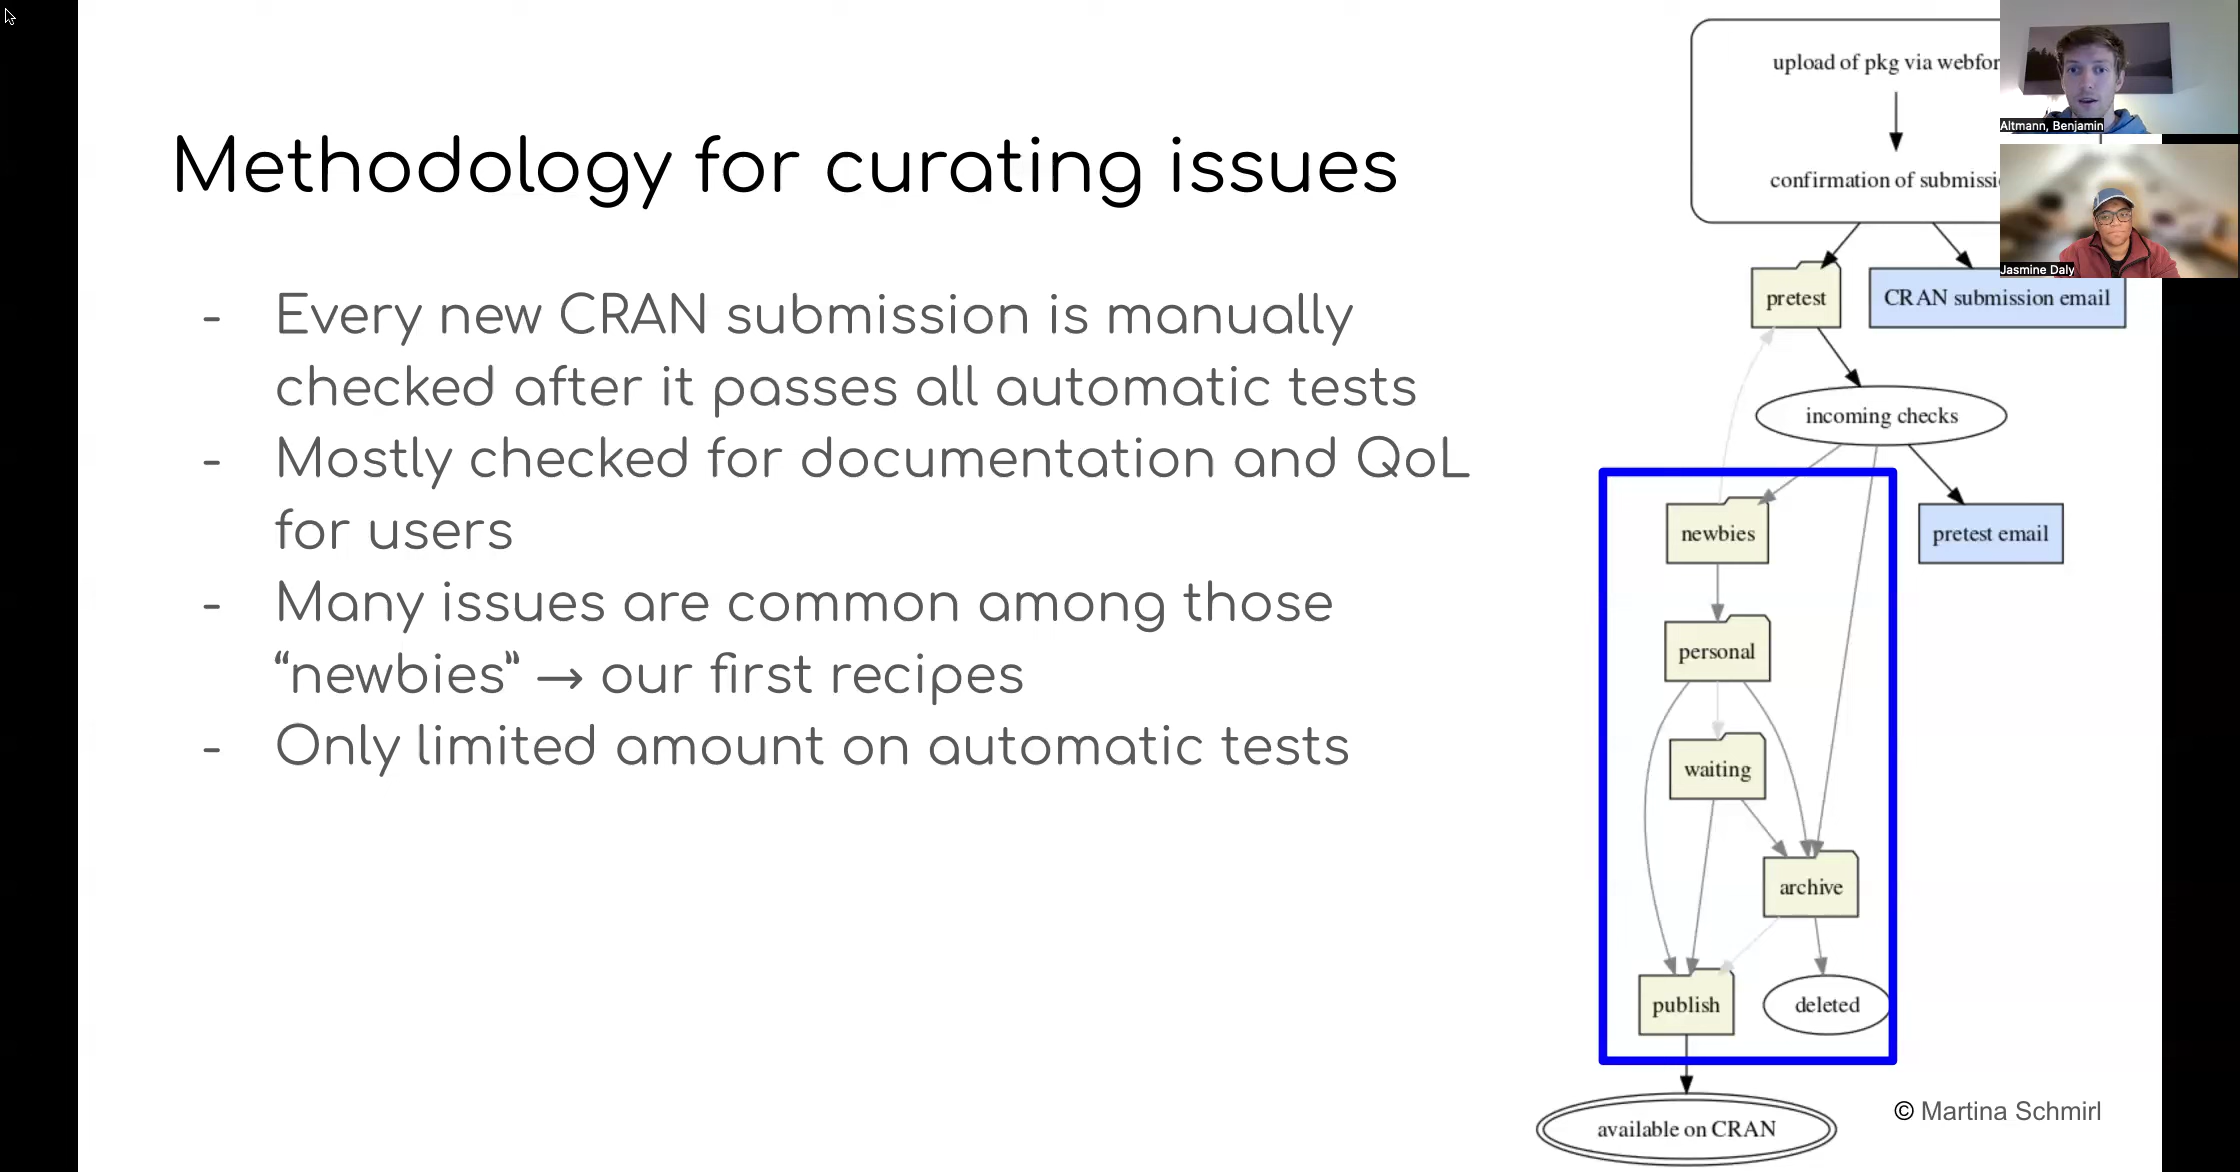 Methodology for curating issues
- Every new CRAN submission is manually
checked after it passes all automatic tests
- Mostly checked for documentation and QoL
for users
- Many issues are common among those
“newbies” → our first recipes
- Only limited amount on automatic tests
upload of pkg via webfor
confirmation of submissi
Altmann, Benjamin
Jasmine Daly
pretest
CRAN submission email
incoming checks
newbies
pretest email
personal
waiting
archive
publish
deleted
available on CRAN
© Martina Schmirl